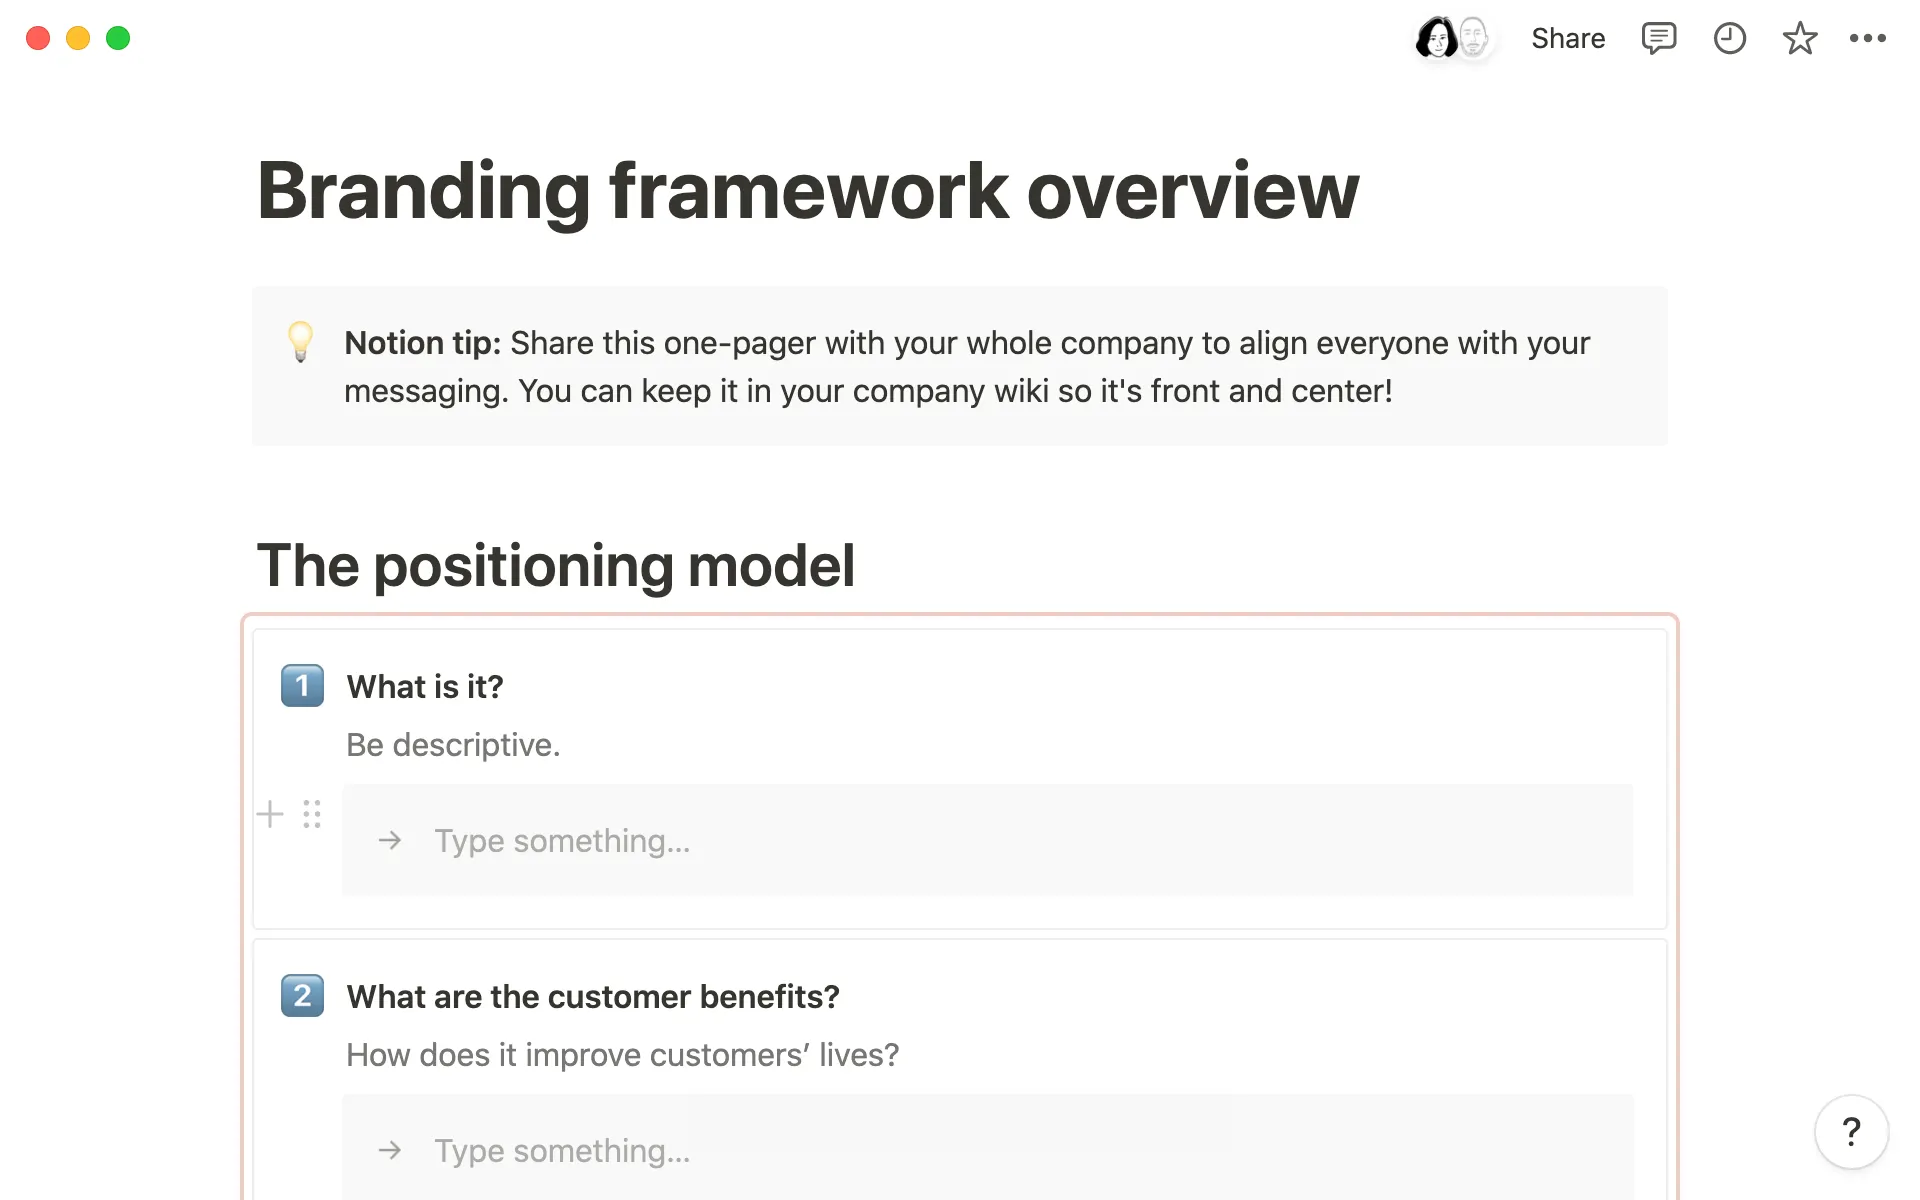 Share
Branding framework overview
💡 Notion tip: Share this one-pager with your whole company to align everyone with your
messaging. You can keep it in your company wiki so it's front and center!
The positioning model
1 What is it?
Be descriptive.
→ Type something...
2 What are the customer benefits?
How does it improve customers’ lives?
→ Type something...
?